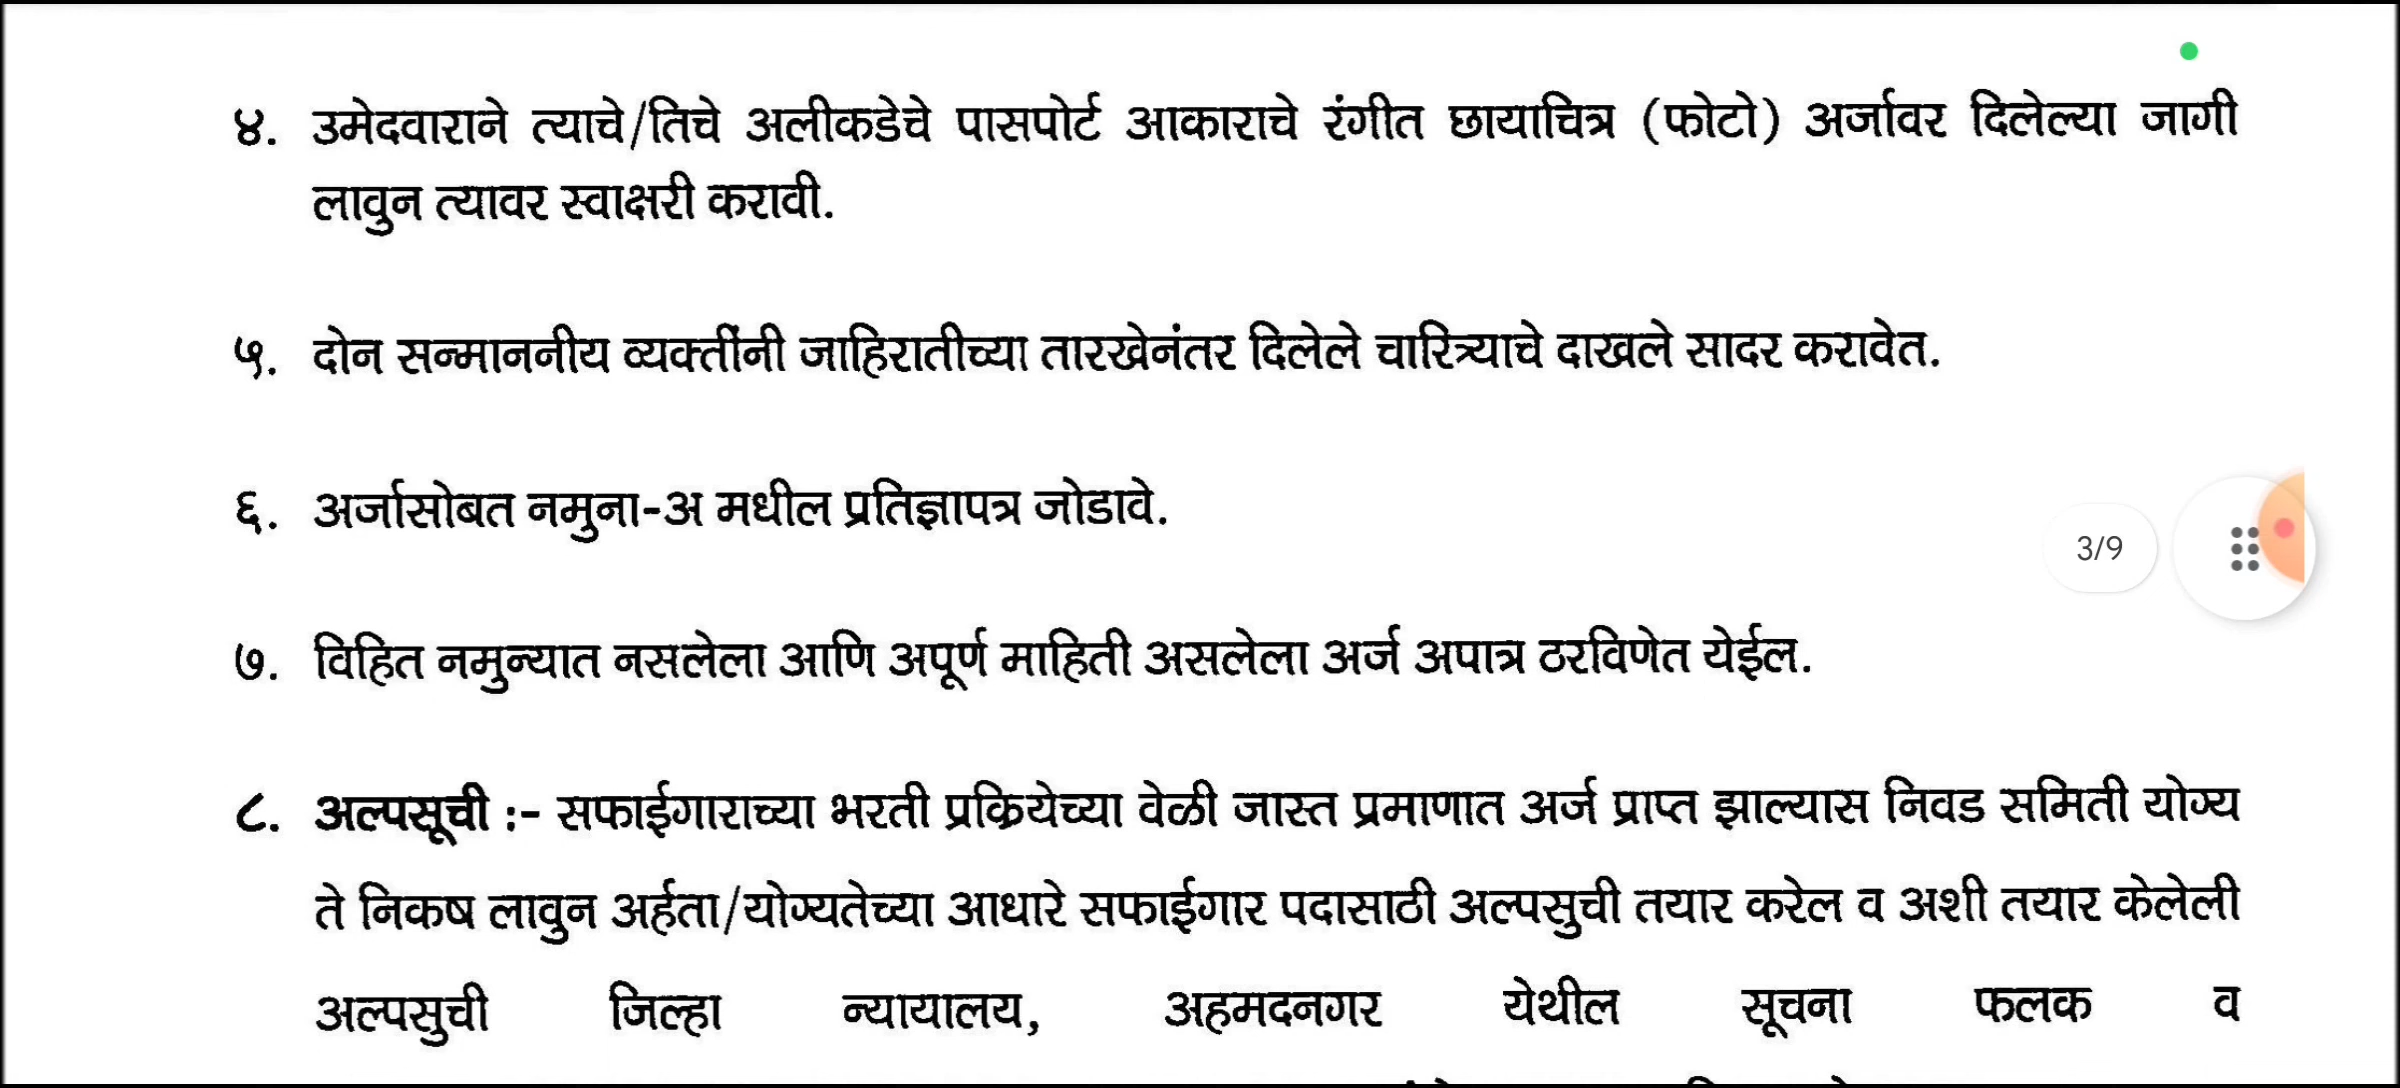 ४. उमेदवाराने त्याचे/तिचे अलीकडेचे पासपोर्ट आकाराचे रंगीत छायाचित्र (फोटो) अर्जावर दिलेल्या जागी
लावुन त्यावर स्वाक्षरी करावी.
५. दोन सन्माननीय व्यक्तींनी जाहिरातीच्या तारखेनंतर दिलेले चारित्र्याचे दाखले सादर करावेत.
६. अर्जासोबत नमुना-अ मधील प्रतिज्ञापत्र जोडावे.
3/9
७. विहित नमुन्यात नसलेला आणि अपूर्ण माहिती असलेला अर्ज अपात्र ठरविणेत येईल.
८. अल्पसूची :- सफाईगाराच्या भरती प्रक्रियेच्या वेळी जास्त प्रमाणात अर्ज प्राप्त झाल्यास निवड समिती योग्य
ते निकष लावुन अर्हता/योग्यतेच्या आधारे सफाईगार पदासाठी अल्पसुची तयार करेल व अशी तयार केलेली
अल्पसुची जिल्हा न्यायालय, अहमदनगर येथील सूचना फलक व